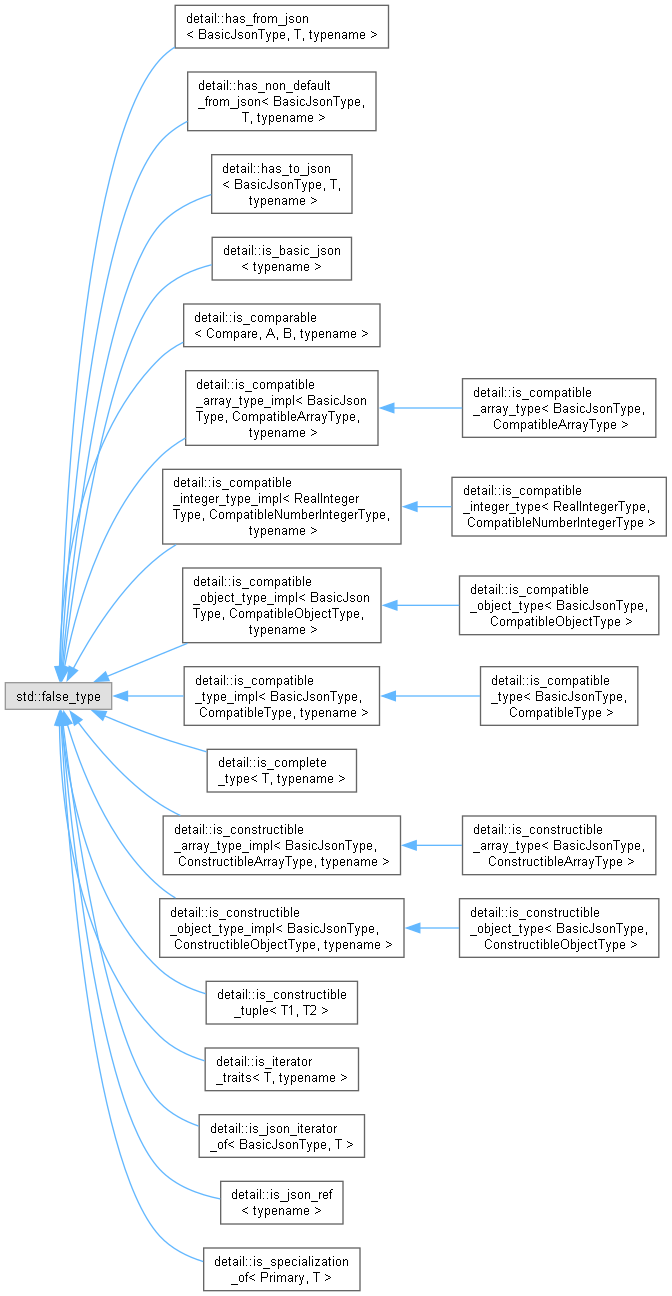 detail::has_from_json
< BasicJsonType, T, typename >
detail::has_non_default
_from_json< BasicJsonType,
T, typename >
detail::has_to_json
< BasicJsonType, T,
typename >
detail::is_basic_json
< typename >
detail::is_comparable
< Compare, A, B, typename >
detail::is_compatible
_array_type_impl< BasicJson
Type, CompatibleArrayType,
typename >
detail::is_compatible
_array_type< BasicJsonType,
CompatibleArrayType >
detail::is_compatible
_integer_type_impl< RealInteger
Type, CompatibleNumberIntegerType,
typename >
detail::is_compatible
_integer_type< RealIntegerType,
CompatibleNumberIntegerType >
detail::is_compatible
_object_type_impl< BasicJson
Type, CompatibleObjectType,
typename >
detail::is_compatible
_object_type< BasicJsonType,
CompatibleObjectType >
std::false_type
detail::is_compatible
_type_impl< BasicJsonType,
CompatibleType, typename >
detail::is_compatible
_type< BasicJsonType,
CompatibleType >
detail::is_complete
_type< T, typename >
detail::is_constructible
_array_type_impl< BasicJsonType,
ConstructibleArrayType, typename >
detail::is_constructible
_array_type< BasicJsonType,
ConstructibleArrayType >
detail::is_constructible
_object_type_impl< BasicJsonType,
ConstructibleObjectType, typename >
detail::is_constructible
_object_type< BasicJsonType,
ConstructibleObjectType >
detail::is_constructible
_tuple< T1, T2 >
detail::is_iterator
_traits< T, typename >
detail::is_json_iterator
_of< BasicJsonType, T >
detail::is_json_ref
< typename >
detail::is_specialization
_of< Primary, T >